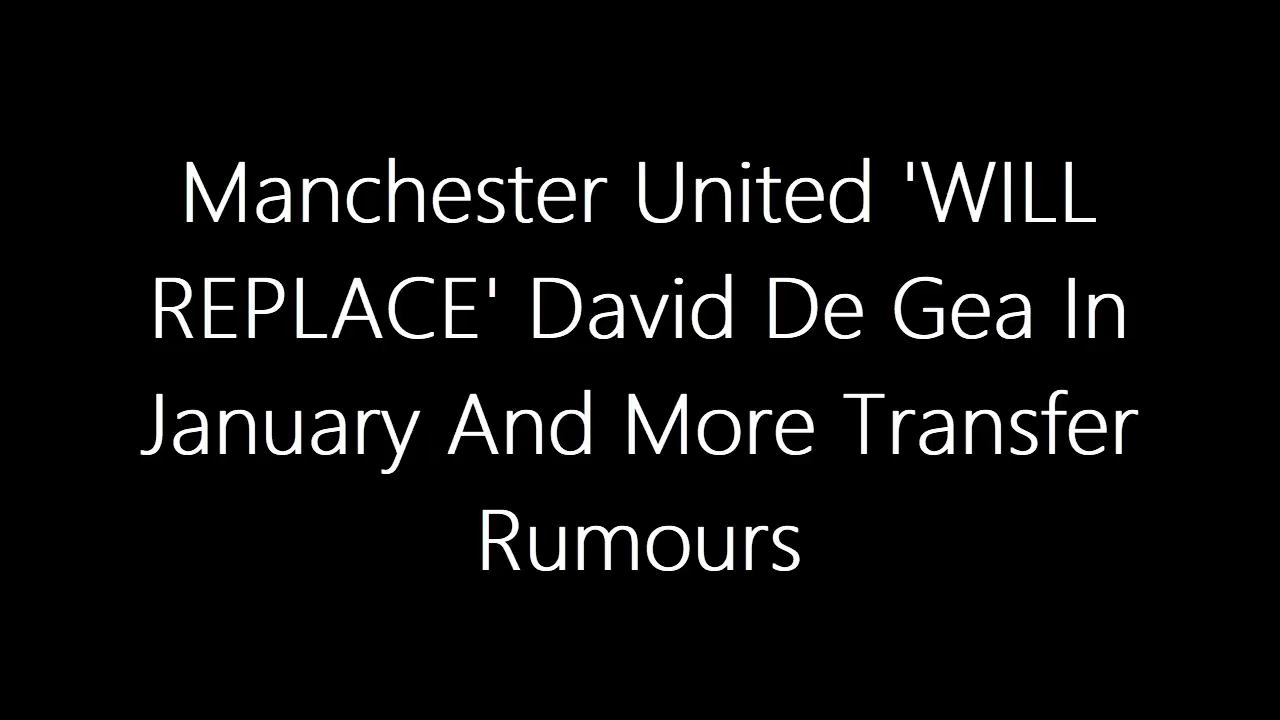 Manchester United 'WILL
REPLACE' David De Gea In
January And More Transfer
Rumours